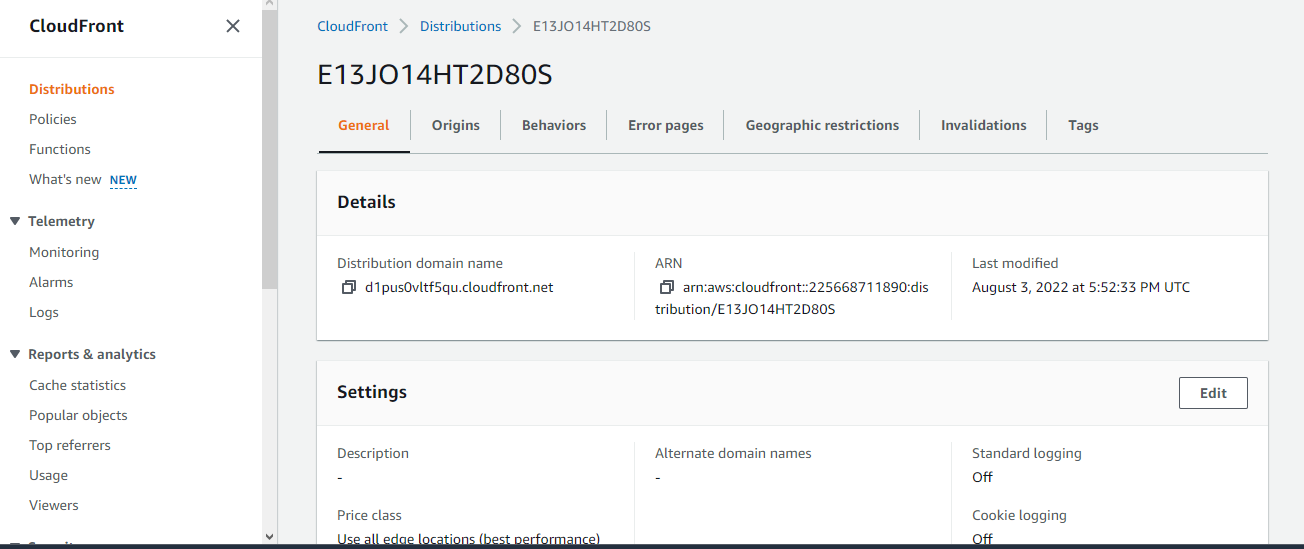 CloudFront
Distributions
Policies
Functions
What's new NEW
Telemetry
Monitoring
Alarms
Logs
Reports & analytics
Cache statistics
Popular objects
Top referrers
Usage
Viewers
CloudFront Distributions E13JO14HT2D80S
E13JO14HT2D80S
General Origins Behaviors Error pages Geographic restrictions Invalidations Tags
Details
Distribution domain name
d1pus0vltf5qu.cloudfront.net
ARN
arn:aws:cloudfront::225668711890:dis
tribution/E13JO14HT2D80S
Last modified
August 3, 2022 at 5:52:33 PM UTC
Settings
Edit
Description
-
Price class
Use all edge locations (best performance)
Alternate domain names
-
Standard logging
Off
Cookie logging
Off